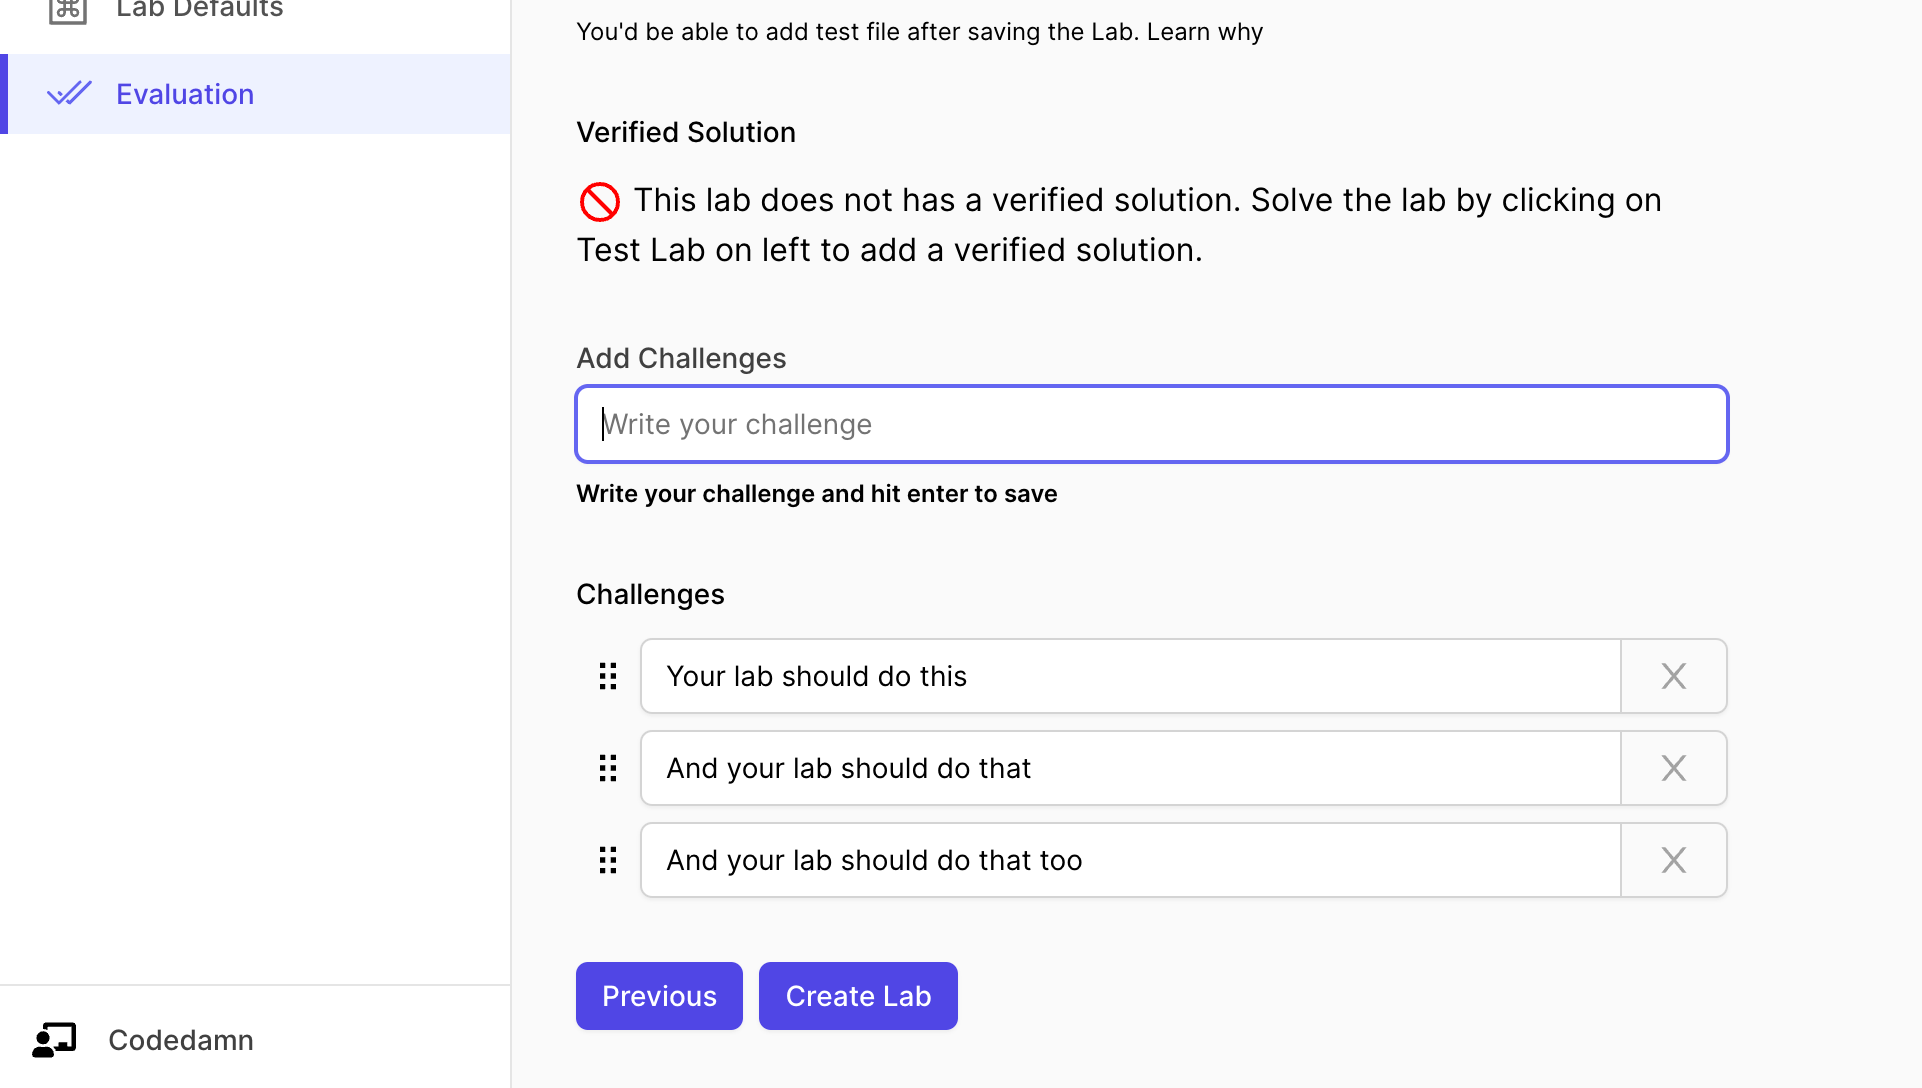 Lab Defaults
Evaluation
Codedamn
You'd be able to add test file after saving the Lab. Learn why
Verified Solution
This lab does not has a verified solution. Solve the lab by clicking on
Test Lab on left to add a verified solution.
Add Challenges
Write your challenge
Write your challenge and hit enter to save
Challenges
Your lab should do this
And your lab should do that
And your lab should do that too
Previous
Create Lab